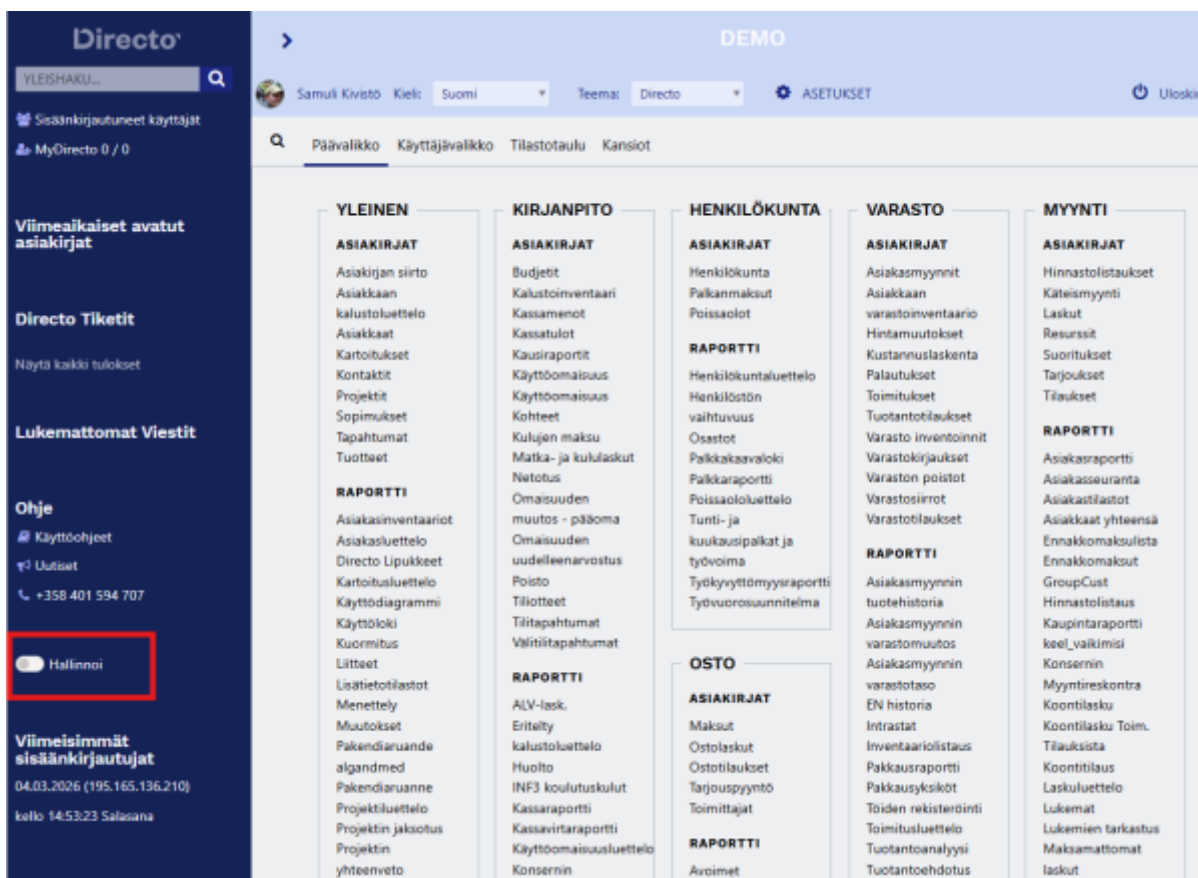 Directo
YLEISHAKU...
Sisäänkirjautuneet käyttäjät
MyDirecto 0 / 0
Viimeaikaiset avatut
asiakirjat
Directo Tiketit
Näytä kaikki tulokset
Lukemattomat Viestit
Ohje
Käyttöohjeet
Uutiset
+358 401 594 707
Hallinnoi
Viimeisimmät
sisäänkirjautujat
04.03.2026 (195.165.136.210)
kello 14:53:23 Salasana
DEMO
Samuli Kivistö Kieli: Suomi Teema: Directo ASETUKSET Uloskir
Päävalikko Käyttäjävalikko Tilastotaulu Kansiot
YLEINEN
ASIAKIRJAT
Asiakirjan siirto
Asiakkaan
kalustoluettelo
Asiakkaat
Kartoitukset
Kontaktit
Projektit
Sopimukset
Tapahtumat
Tuotteet
RAPORTTI
Asiakasinventaariot
Asiakasluettelo
Directo Lipukkeet
Kartoitusluettelo
Käyttödiagrammi
Käyttöloki
Kuormitus
Liitteet
Lisätietotilastot
Menettely
Muutokset
Pakendiaruande
algandmed
Pakendiaruanne
Projektiluettelo
Projektin jaksotus
Projektin
yhteenveto
KIRJANPITO
ASIAKIRJAT
Budjetit
Kalustoinventaari
Kassamenot
Kassatulot
Kausiraportit
Käyttöomaisuus
Käyttöomaisuus
Kohteet
Kulujen maksu
Matka- ja kululaskut
Netotus
Omaisuuden
muutos - pääoma
Omaisuuden
uudelleenarvostus
Poisto
Tiliotteet
Tilitapahtumat
Välitilitapahtumat
RAPORTTI
ALV-lask.
Eritelty
kalustoluettelo
Huolto
INF3 koulutuskulut
Kassaraportti
Kassavirtaraportti
Käyttöomaisuusluettelo
Konsernin
HENKILÖKUNTA
ASIAKIRJAT
Henkilökunta
Palkanmaksut
Poissaolot
RAPORTTI
Henkilökuntaluettelo
Henkilöstön
vaihtuvuus
Osastot
Palkkakaavaloki
Palkkaraportti
Poissaololuettelo
Tunti- ja
kuukausipalkat ja
työvoima
Työkyvyttömyysraportti
Työvuorosuunnitelma
OSTO
ASIAKIRJAT
Maksut
Ostolaskut
Ostotilaukset
Tarjouspyyntö
Toimittajat
RAPORTTI
Avoimet
VARASTO
ASIAKIRJAT
Asiakasmyynnit
Asiakkaan
varastoinventaario
Hintamuutokset
Kustannuslaskenta
Palautukset
Toimitukset
Tuotantotilaukset
Varasto inventoinnit
Varastokirjaukset
Varaston poistot
Varastosiirrot
Varastotilaukset
RAPORTTI
Asiakasmyynnin
tuotehistoria
Asiakasmyynnin
varastomuutos
Asiakasmyynnin
varastotaso
EN historia
Intrastat
Inventaariolistaus
Pakkausraportti
Pakkausyksiköt
Töiden rekisteröinti
Toimitusluettelo
Tuotantoanalyysi
Tuotantoehdotus
MYYNTI
ASIAKIRJAT
Hinnastolistaukset
Käteismyynti
Laskut
Resurssit
Suoritukset
Tarjoukset
Tilaukset
RAPORTTI
Asiakasraportti
Asiakasseuranta
Asiakastilastot
Asiakkaat yhteensä
Ennakkomaksulista
Ennakkomaksut
GroupCust
Hinnastolistaus
Kaupintaraportti
keel_vaikimisi
Konsernin
Myyntireskontra
Koontilasku
Koontilasku Toim.
Tilauksista
Koontitilaus
Laskuluettelo
Lukemat
Lukemien tarkastus
Maksamattomat
laskut